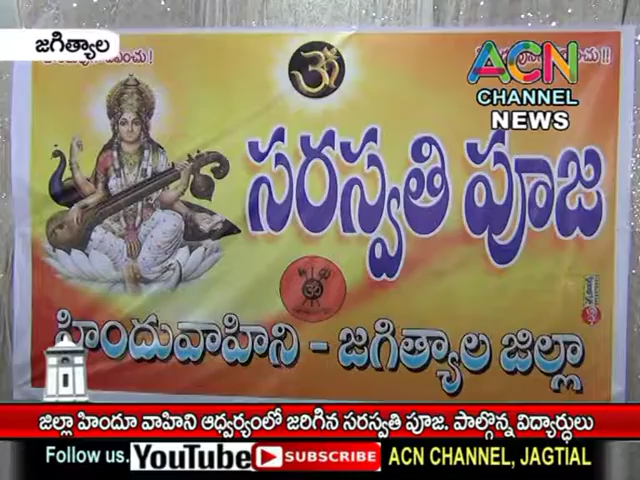 జగిత్యాల
ACN
CHANNEL
NEWS
ॐ
సరస్వతి పూజ
హిందువాహిని - జగిత్యాల జిల్లా
జిల్లా హిందూ వాహిని ఆధ్వర్యంలో జరిగిన సరస్వతి పూజ. పాల్గొన్న విద్యార్ధులు
Follow us. YouTube SUBSCRIBE ACN CHANNEL, JAGTIAL